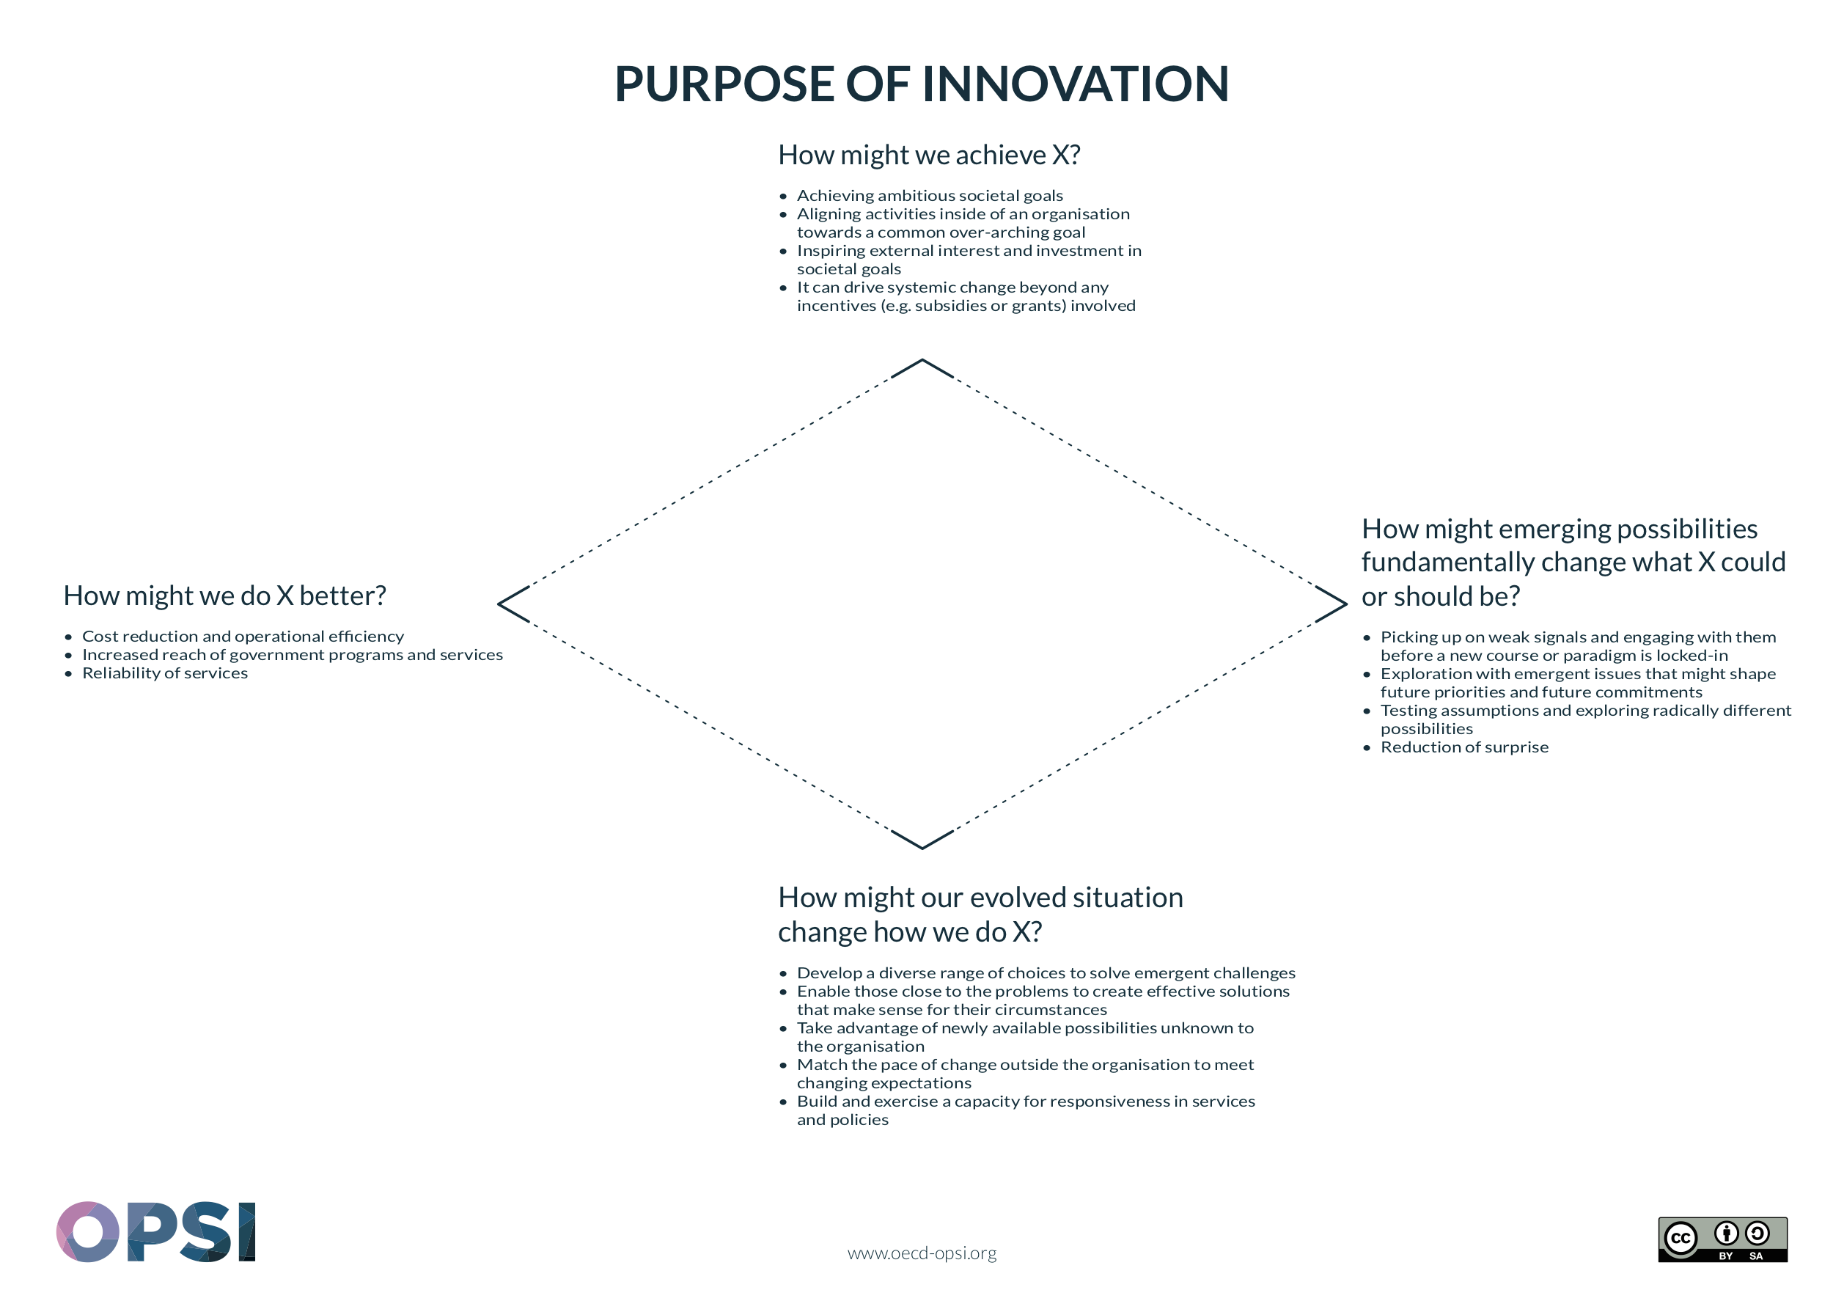 PURPOSE OF INNOVATION
How might we achieve X?
• Achieving ambitious societal goals
• Aligning activities inside of an organisation
towards a common over-arching goal
• Inspiring external interest and investment in
societal goals
• It can drive systemic change beyond any
incentives (e.g. subsidies or grants) involved
How might we do X better?
• Cost reduction and operational efficiency
• Increased reach of government programs and services
• Reliability of services
How might emerging possibilities
fundamentally change what X could
or should be?
• Picking up on weak signals and engaging with them
before a new course or paradigm is locked-in
• Exploration with emergent issues that might shape
future priorities and future commitments
• Testing assumptions and exploring radically different
possibilities
• Reduction of surprise
How might our evolved situation
change how we do X?
• Develop a diverse range of choices to solve emergent challenges
• Enable those close to the problems to create effective solutions
that make sense for their circumstances
• Take advantage of newly available possibilities unknown to
the organisation
• Match the pace of change outside the organisation to meet
changing expectations
• Build and exercise a capacity for responsiveness in services
and policies
OPSI
www.oecd-opsi.org
cc
BY SA